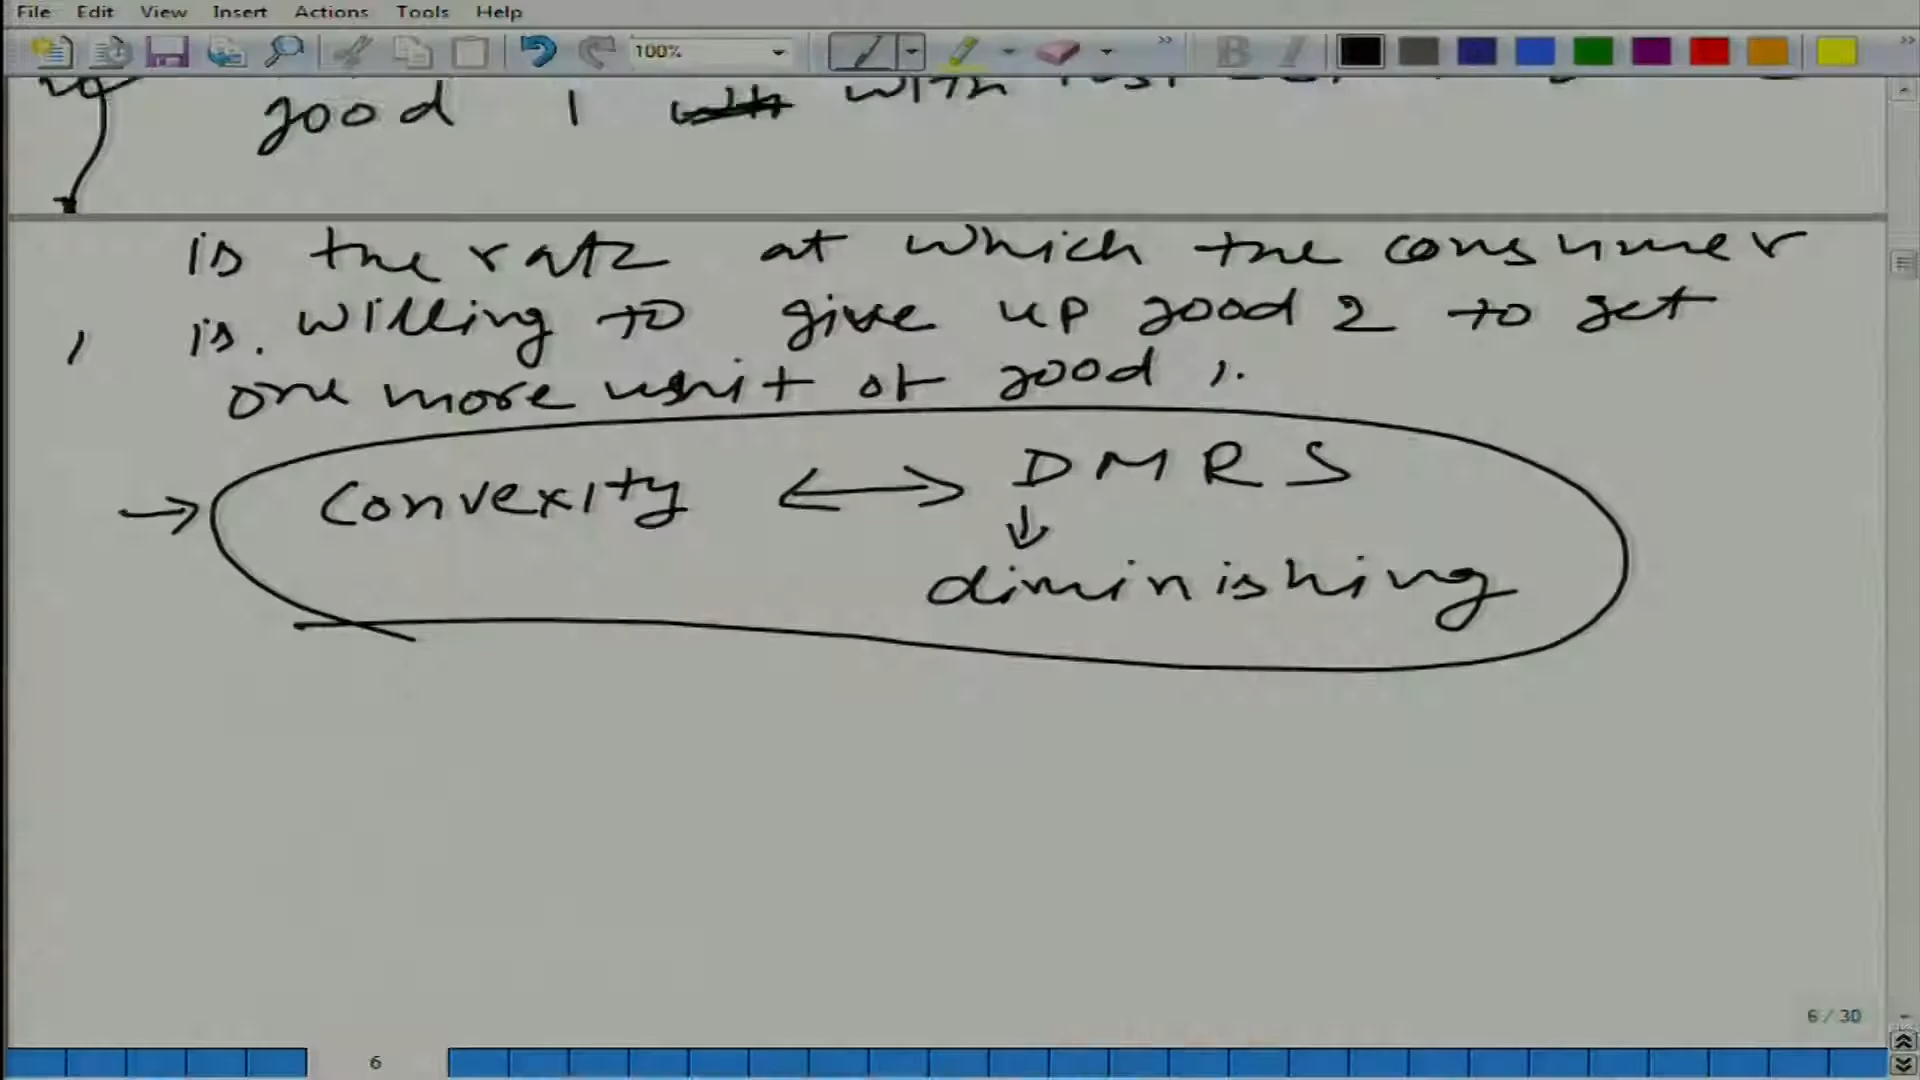 File Edit View Insert Actions Tools Help
100%
B I
good 1 with
is the rate at which the consumer
is. willing to give up good 2 to get
one more unit of good 1.
convexity ↔ DMRS
↓
diminishing
6 / 30
6